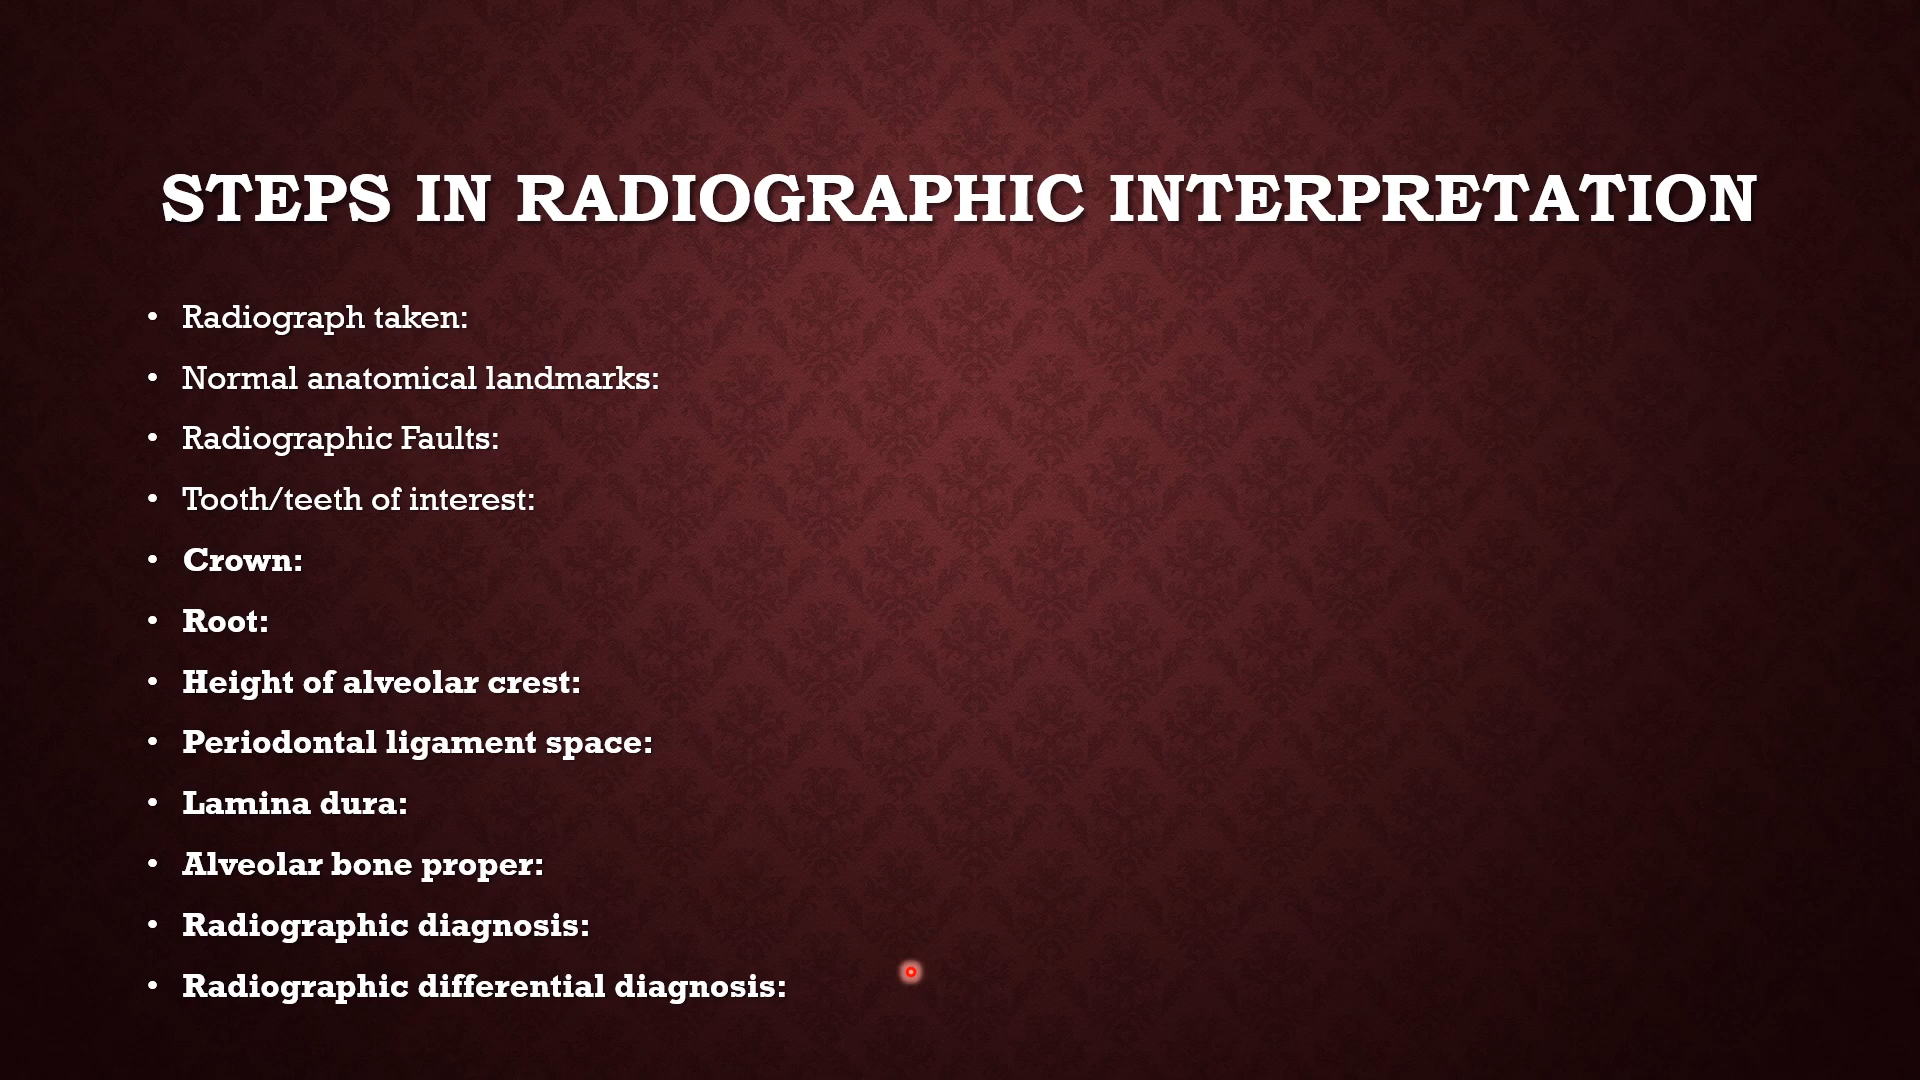 STEPS IN RADIOGRAPHIC INTERPRETATION
• Radiograph taken:
• Normal anatomical landmarks:
• Radiographic Faults:
• Tooth/teeth of interest:
• Crown:
• Root:
• Height of alveolar crest:
• Periodontal ligament space:
• Lamina dura:
• Alveolar bone proper:
• Radiographic diagnosis:
• Radiographic differential diagnosis: